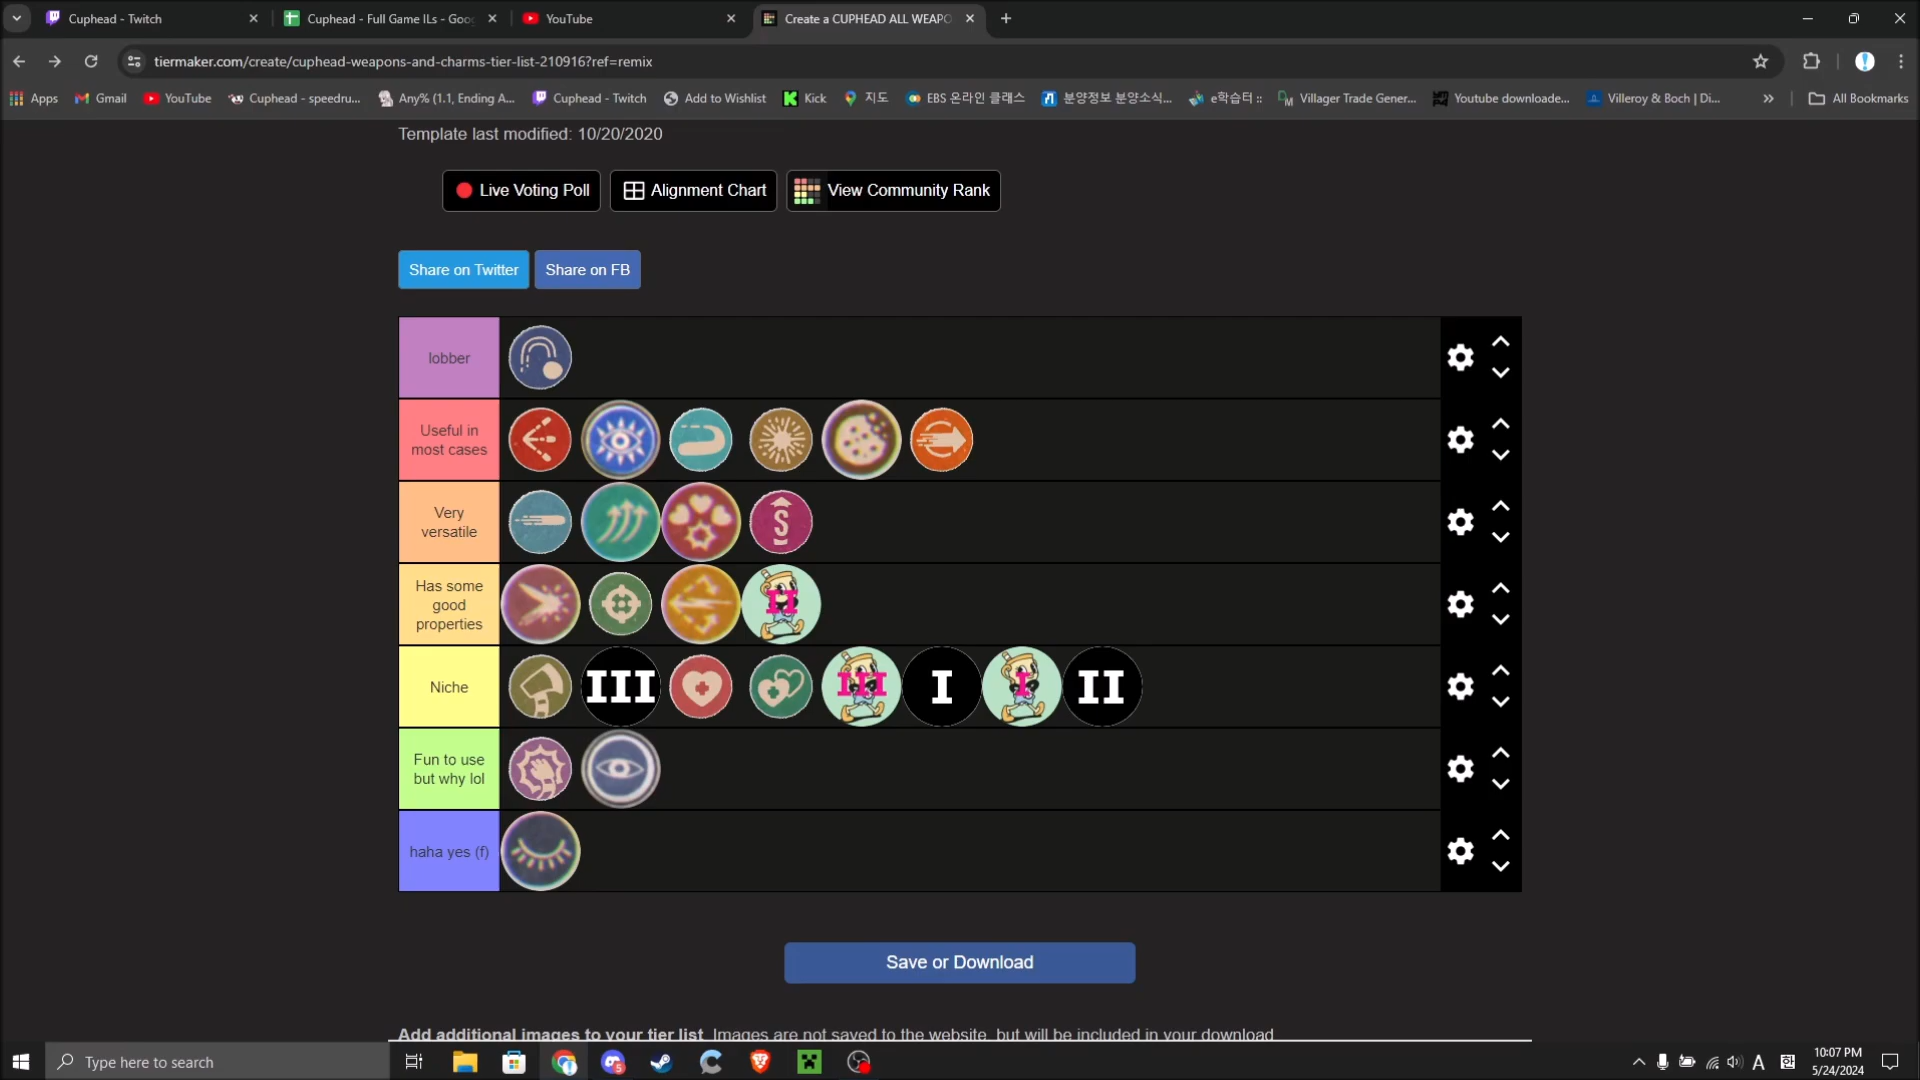 Cuphead - Twitch
Cuphead - Full Game ILs - Goo
YouTube
Create a CUPHEAD ALL WEAPO
tiermaker.com/create/cuphead-weapons-and-charms-tier-list-210916?ref=remix
Apps
Gmail
YouTube
Cuphead - speedru...
Any% (1.1, Ending A...
Cuphead - Twitch
Add to Wishlist
Kick
지도
EBS 온라인 클래스
분양정보 분양소식...
e학습터 ::
Villager Trade Gener...
Youtube downloade...
Villeroy & Boch | Di...
»
All Bookmarks
Template last modified: 10/20/2020
Live Voting Poll
Alignment Chart
View Community Rank
Share on Twitter
Share on FB
lobber
Useful in
most cases
Very
versatile
S
Has some
good
properties
II
Niche
III
III
I
I
II
Fun to use
but why lol
haha yes (f)
Save or Download
Add additional images to your tier list. Images are not saved to the website, but will be included in your download
Type here to search
5
A
한
10:07 PM
5/24/2024